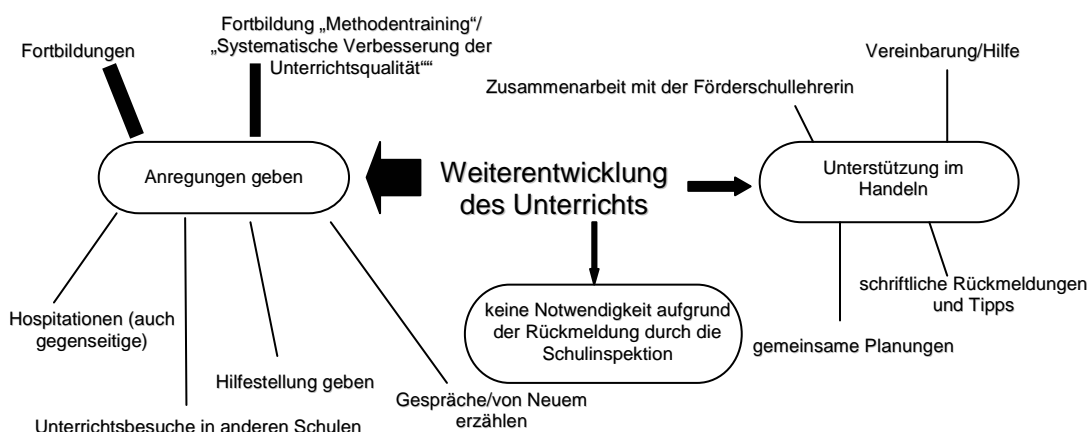 Fortbildungen
Fortbildung „Methodentraining“/
„Systematische Verbesserung der
Unterrichtsqualität““
Vereinbarung/Hilfe
Zusammenarbeit mit der Förderschullehrerin
Anregungen geben
Weiterentwicklung
des Unterrichts
Unterstützung im
Handeln
keine Notwendigkeit aufgrund
der Rückmeldung durch die
Schulinspektion
schriftliche Rückmeldungen
und Tipps
gemeinsame Planungen
Hospitationen (auch
gegenseitige)
Hilfestellung geben
Gespräche/von Neuem
erzählen
Unterrichtsbesuche in anderen Schulen